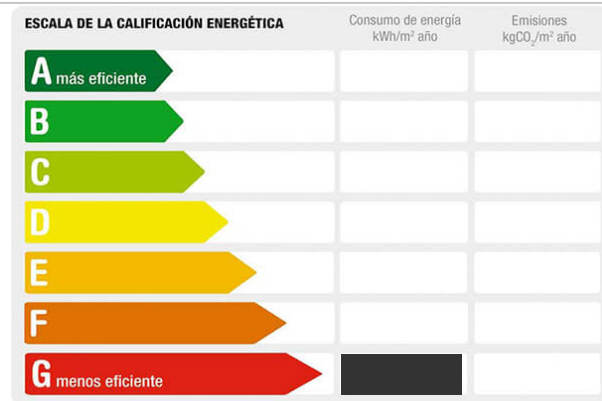 ESCALA DE LA CALIFICACIÓN ENERGÉTICA
Consumo de energía
kWh/m² año
Emisiones
kgCO₂/m² año
A más eficiente
B
C
D
E
F
G menos eficiente